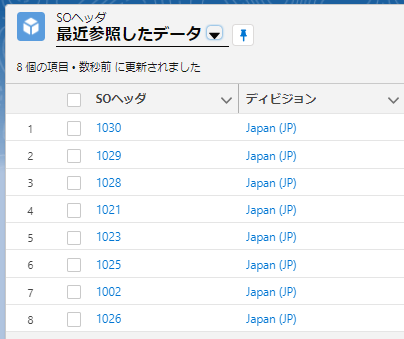 SOヘッダ
最近参照したデータ
8 個の項目 • 数秒前 に更新されました
SOヘッダ ディビジョン
1 1030 Japan (JP)
2 1029 Japan (JP)
3 1028 Japan (JP)
4 1021 Japan (JP)
5 1023 Japan (JP)
6 1025 Japan (JP)
7 1002 Japan (JP)
8 1026 Japan (JP)